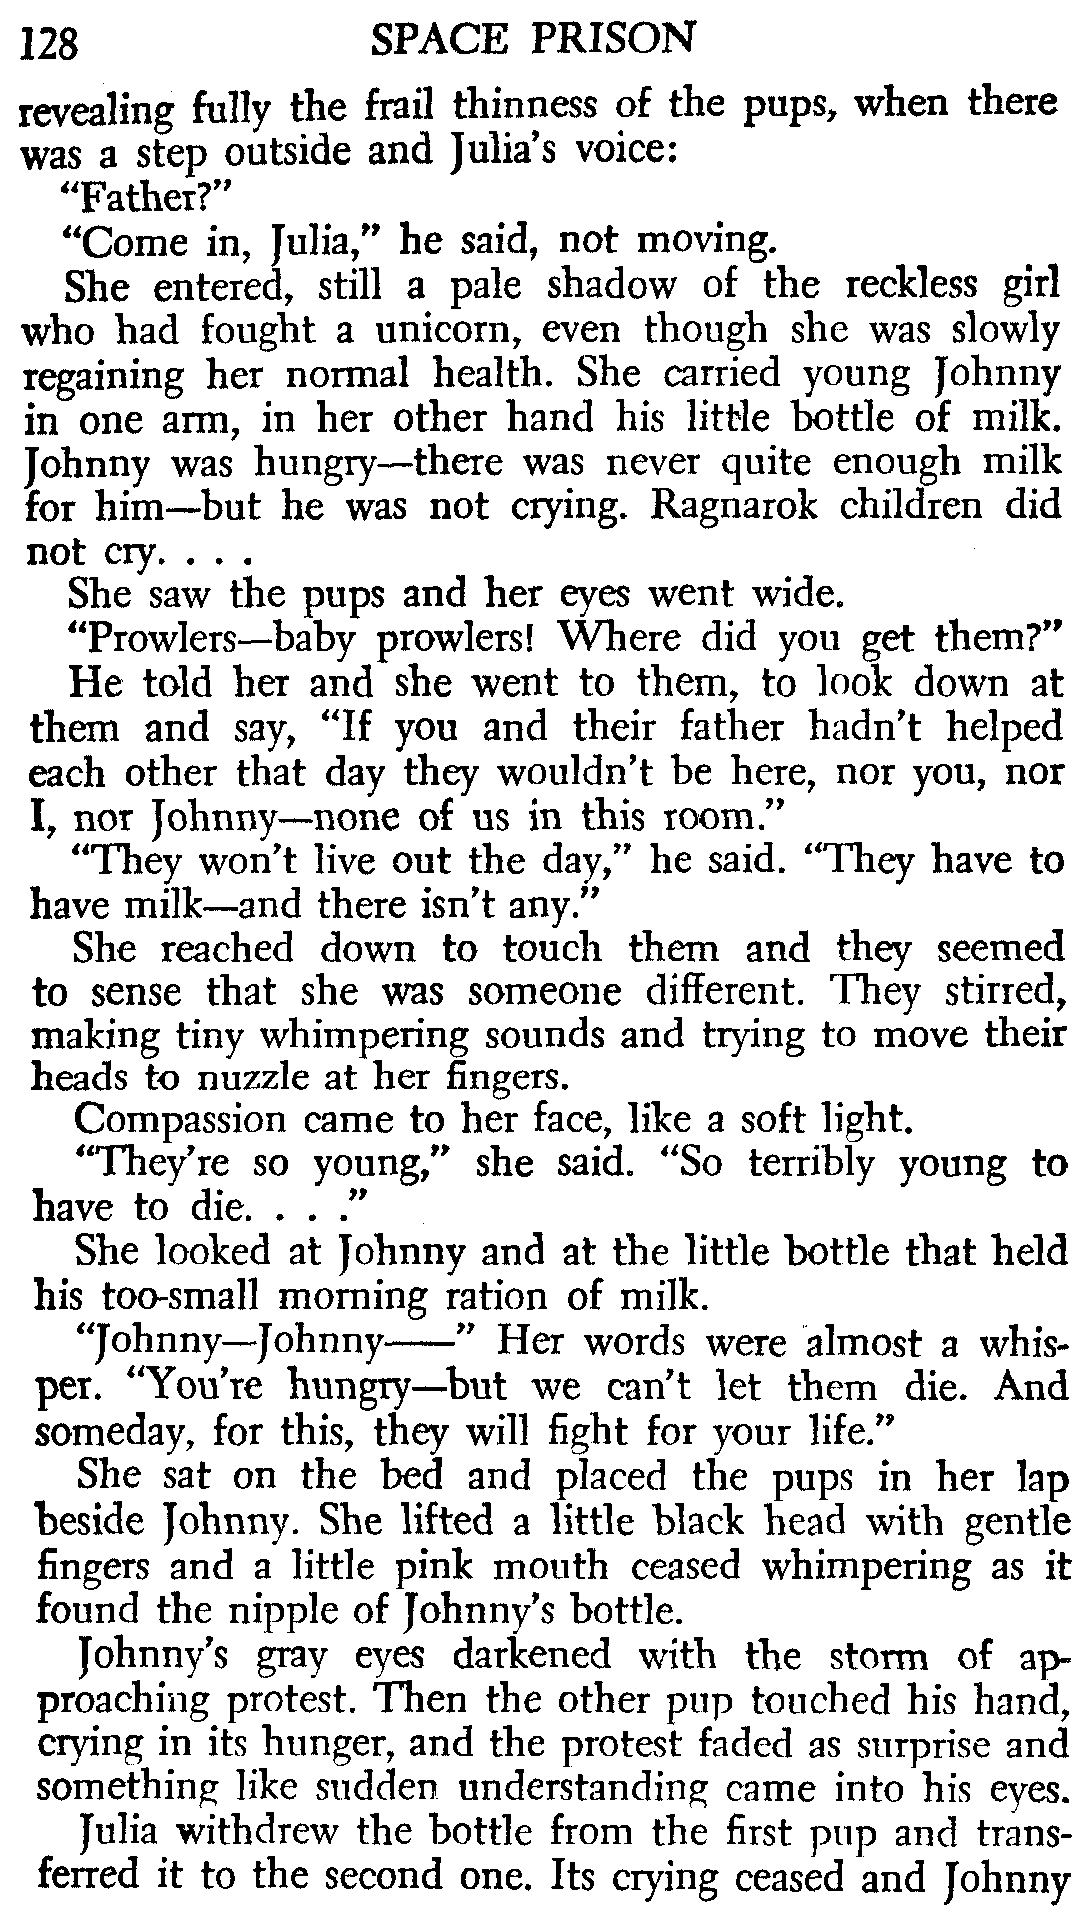 128 SPACE PRISON
revealing fully the frail thinness of the pups, when there
was a step outside and Julia's voice:
"Father?"
"Come in, Julia," he said, not moving.
She entered, still a pale shadow of the reckless girl
who had fought a unicorn, even though she was slowly
regaining her normal health. She carried young Johnny
in one arm, in her other hand his little bottle of milk.
Johnny was hungry—there was never quite enough milk
for him—but he was not crying. Ragnarok children did
not cry. . . .
She saw the pups and her eyes went wide.
"Prowlers—baby prowlers! Where did you get them?"
He told her and she went to them, to look down at
them and say, "If you and their father hadn't helped
each other that day they wouldn't be here, nor you, nor
I, nor Johnny—none of us in this room."
"They won't live out the day," he said. "They have to
have milk—and there isn't any."
She reached down to touch them and they seemed
to sense that she was someone different. They stirred,
making tiny whimpering sounds and trying to move their
heads to nuzzle at her fingers.
Compassion came to her face, like a soft light.
"They're so young," she said. "So terribly young to
have to die. . . ."
She looked at Johnny and at the little bottle that held
his too-small morning ration of milk.
"Johnny—Johnny——" Her words were almost a whis-
per. "You're hungry—but we can't let them die. And
someday, for this, they will fight for your life."
She sat on the bed and placed the pups in her lap
beside Johnny. She lifted a little black head with gentle
fingers and a little pink mouth ceased whimpering as it
found the nipple of Johnny's bottle.
Johnny's gray eyes darkened with the storm of ap-
proaching protest. Then the other pup touched his hand,
crying in its hunger, and the protest faded as surprise and
something like sudden understanding came into his eyes.
Julia withdrew the bottle from the first pup and trans-
ferred it to the second one. Its crying ceased and Johnny